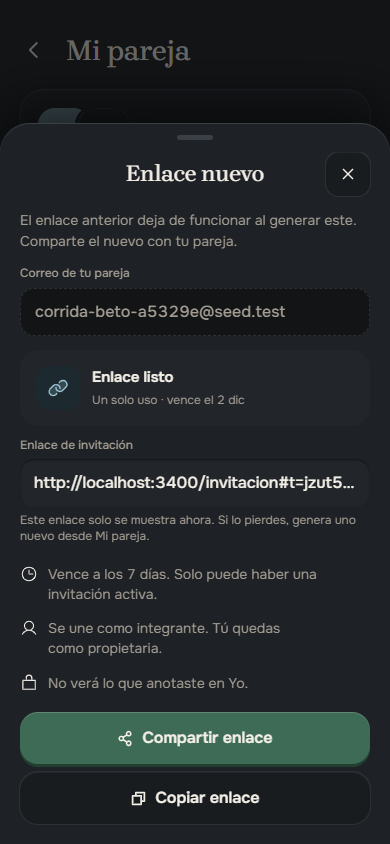 Mi pareja
Enlace nuevo
El enlace anterior deja de funcionar al generar este.
Comparte el nuevo con tu pareja.
Correo de tu pareja
corrida-beto-a5329e@seed.test
Enlace listo
Un solo uso · vence el 2 dic
Enlace de invitación
http://localhost:3400/invitacion#t=jzut5...
Este enlace solo se muestra ahora. Si lo pierdes, genera uno
nuevo desde Mi pareja.
Vence a los 7 días. Solo puede haber una
invitación activa.
Se une como integrante. Tú quedas
como propietaria.
No verá lo que anotaste en Yo.
Compartir enlace
Copiar enlace